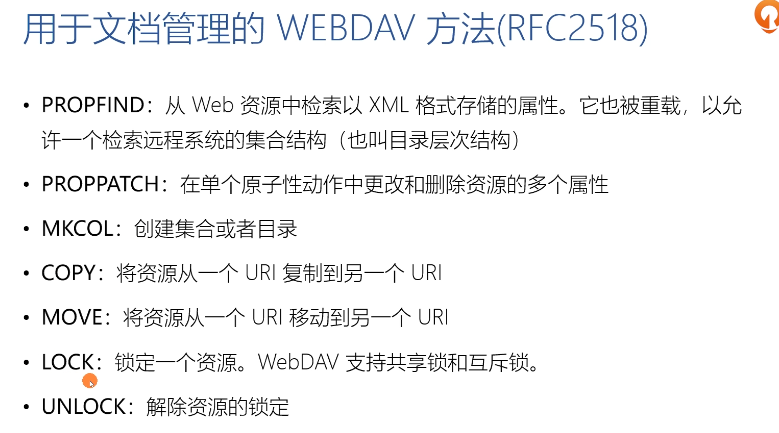 用于文档管理的 WEBDAV 方法(RFC2518)
• PROPFIND：从 Web 资源中检索以 XML 格式存储的属性。它也被重载，以允
许一个检索远程系统的集合结构（也叫目录层次结构）
• PROPPATCH：在单个原子性动作中更改和删除资源的多个属性
• MKCOL：创建集合或者目录
• COPY：将资源从一个 URI 复制到另一个 URI
• MOVE：将资源从一个 URI 移动到另一个 URI
• LOCK：锁定一个资源。WebDAV 支持共享锁和互斥锁。
• UNLOCK：解除资源的锁定